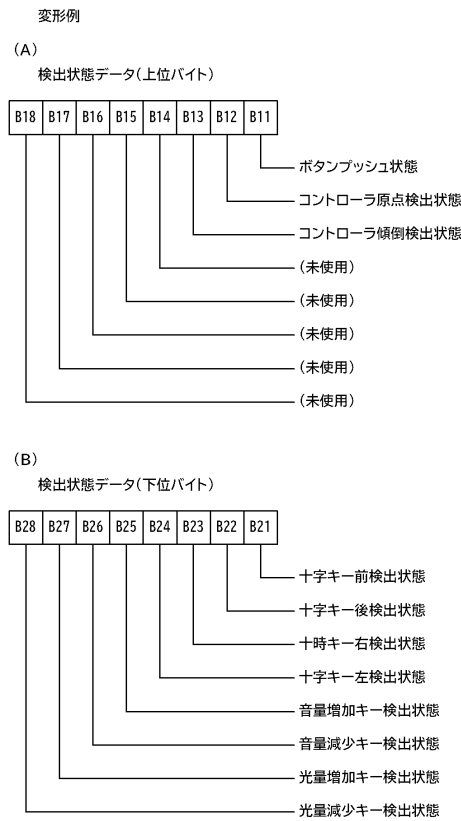 変形例
（A）
検出状態データ（上位バイト）
B18 B17 B16 B15 B14 B13 B12 B11
ボタンプッシュ状態
コントローラ原点検出状態
コントローラ傾倒検出状態
（未使用）
（未使用）
（未使用）
（未使用）
（未使用）
（B）
検出状態データ（下位バイト）
B28 B27 B26 B25 B24 B23 B22 B21
十字キー前検出状態
十字キー後検出状態
十時キー右検出状態
十字キー左検出状態
音量増加キー検出状態
音量減少キー検出状態
光量増加キー検出状態
光量減少キー検出状態